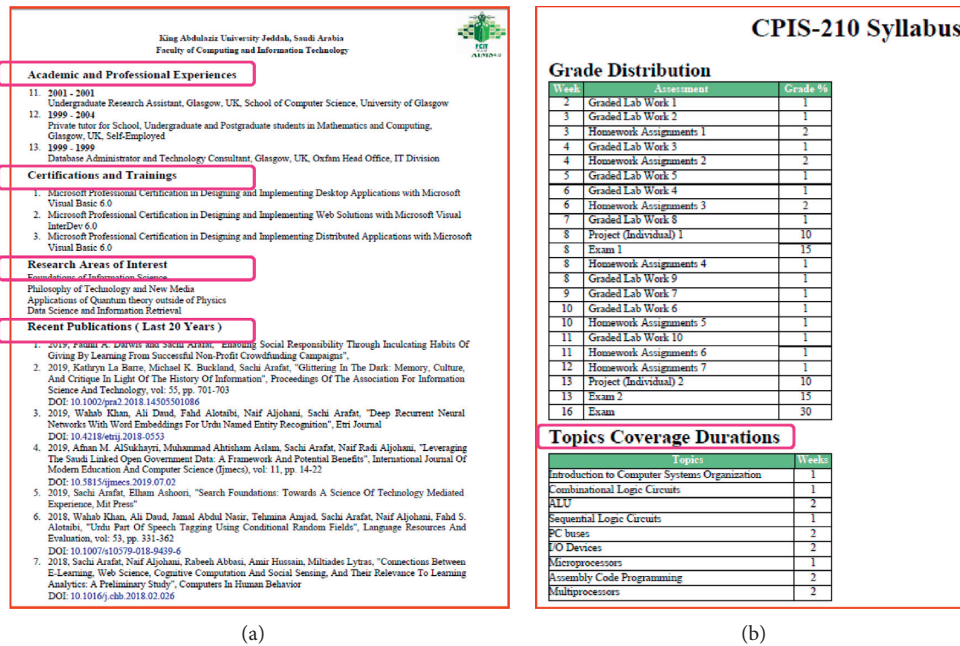 King Abdulaziz University Jeddah, Saudi Arabia
Faculty of Computing and Information Technology
FCIT
Academic and Professional Experiences
11. 2001 - 2001
Undergraduate Research Assistant, Glasgow, UK, School of Computer Science, University of Glasgow
12. 1999 - 2004
Private tutor for School, Undergraduate and Postgraduate students in Mathematics and Computing,
Glasgow, UK, Self-Employed
13. 1999 - 1999
Database Administrator and Technology Consultant, Glasgow, UK, Oxfam Head Office, IT Division
Certifications and Trainings
1. Microsoft Professional Certification in Designing and Implementing Desktop Applications with Microsoft
Visual Basic 6.0
2. Microsoft Professional Certification in Designing and Implementing Web Solutions with Microsoft Visual
InterDev 6.0
3. Microsoft Professional Certification in Designing and Implementing Distributed Applications with Microsoft
Visual Basic 6.0
Research Areas of Interest
Foundations of Information Science
Philosophy of Technology and New Media
Applications of Quantum theory outside of Physics
Data Science and Information Retrieval
Recent Publications ( Last 20 Years )
1. 2019, Fadhl A. Darwis and Sachi Arafat, "Enabling Social Responsibility Through Inculcating Habits Of
Giving By Learning From Successful Non-Profit Crowdfunding Campaigns",
2. 2019, Kathryn La Barre, Michael K. Buckland, Sachi Arafat, "Glittering In The Dark: Memory, Culture,
And Critique In Light Of The History Of Information", Proceedings Of The Association For Information
Science And Technology, vol: 55, pp. 701-703
DOI: 10.1002/pra2.2018.14505501086
3. 2019, Wahab Khan, Ali Daud, Fahd Alotaibi, Naif Aljohani, Sachi Arafat, "Deep Recurrent Neural
Networks With Word Embeddings For Urdu Named Entity Recognition", Etri Journal
DOI: 10.4218/etrij.2018-0553
4. 2019, Afnan M. AlSukhayri, Muhammad Ahtisham Aslam, Sachi Arafat, Naif Radi Aljohani, "Leveraging
The Saudi Linked Open Government Data: A Framework And Potential Benefits", International Journal Of
Modern Education And Computer Science (Ijmecs), vol: 11, pp. 14-22
DOI: 10.5815/ijmecs.2019.07.02
5. 2019, Sachi Arafat, Elham Ashoori, "Search Foundations: Towards A Science Of Technology Mediated
Experience, Mit Press"
6. 2018, Wahab Khan, Ali Daud, Jamal Abdul Nasir, Tehmina Amjad, Sachi Arafat, Naif Aljohani, Fahd S.
Alotaibi, "Urdu Part Of Speech Tagging Using Conditional Random Fields", Language Resources And
Evaluation, vol: 53, pp. 331-362
DOI: 10.1007/s10579-018-9439-6
7. 2018, Sachi Arafat, Naif Aljohani, Rabeeh Abbasi, Amir Hussain, Miltiades Lytras, "Connections Between
E-Learning, Web Science, Cognitive Computation And Social Sensing, And Their Relevance To Learning
Analytics: A Preliminary Study", Computers In Human Behavior
DOI: 10.1016/j.chb.2018.02.026
(a)
CPIS-210 Syllabus
Grade Distribution
Week Assessment Grade %
2 Graded Lab Work 1 1
3 Graded Lab Work 2 1
3 Homework Assignments 1 2
4 Graded Lab Work 3 1
4 Homework Assignments 2 2
5 Graded Lab Work 5 1
6 Graded Lab Work 4 1
6 Homework Assignments 3 2
7 Graded Lab Work 8 1
8 Project (Individual) 1 10
8 Exam 1 15
8 Homework Assignments 4 1
8 Graded Lab Work 9 1
9 Graded Lab Work 7 1
10 Graded Lab Work 6 1
10 Homework Assignments 5 1
11 Graded Lab Work 10 1
11 Homework Assignments 6 1
12 Homework Assignments 7 1
13 Project (Individual) 2 10
13 Exam 2 15
16 Exam 30
Topics Coverage Durations
Topics Weeks
Introduction to Computer Systems Organization 1
Combinational Logic Circuits 1
ALU 2
Sequential Logic Circuits 1
PC buses 2
I/O Devices 2
Microprocessors 1
Assembly Code Programming 2
Multiprocessors 2
(b)